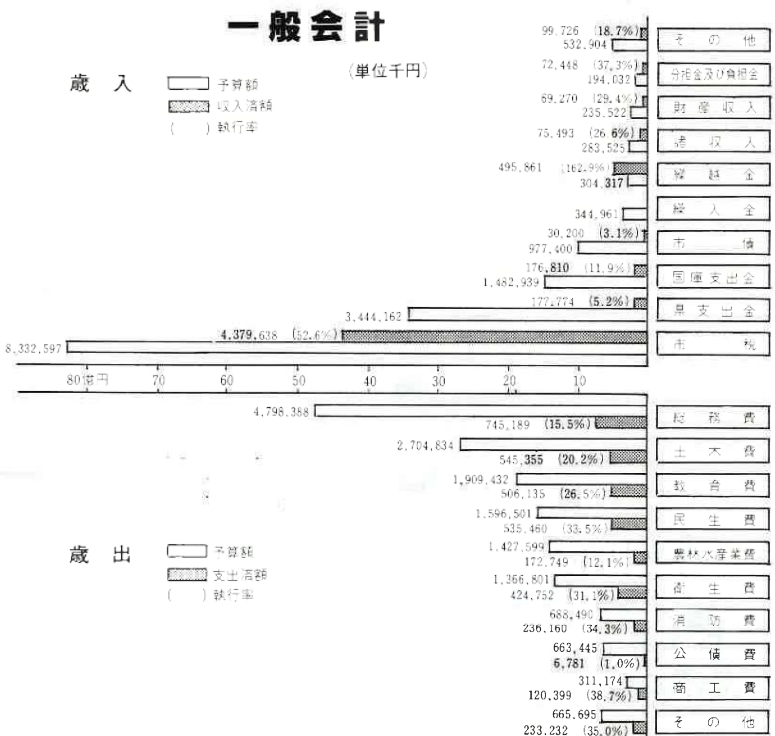 一般会計
(単位千円)
歳入
予算額
収入済額
( ) 執行率
99,726 (18.7%)
532,904
その他
72,448 (37.3%)
194,032
分担金及び負担金
69,270 (29.4%)
235,522
財産収入
75,493 (26.6%)
283,525
諸収入
495,861 (162.9%)
304,317
繰越金
344,961
繰入金
30,200 (3.1%)
977,400
市債
176,810 (11.9%)
1,482,939
国庫支出金
177,774 (5.2%)
3,444,162
県支出金
4,379,638 (52.6%)
8,332,597
市税
80億円 70 60 50 40 30 20 10
4,798,388
745,189 (15.5%)
総務費
2,704,834
545,355 (20.2%)
土木費
1,909,432
506,135 (26.5%)
教育費
1,596,501
535,460 (33.5%)
民生費
歳出
予算額
支出済額
( ) 執行率
1,427,599
172,749 (12.1%)
農林水産業費
1,366,801
424,752 (31.1%)
衛生費
688,490
236,160 (34.3%)
消防費
663,445
6,781 (1.0%)
公債費
311,174
120,399 (38.7%)
商工費
665,695
233,232 (35.0%)
その他